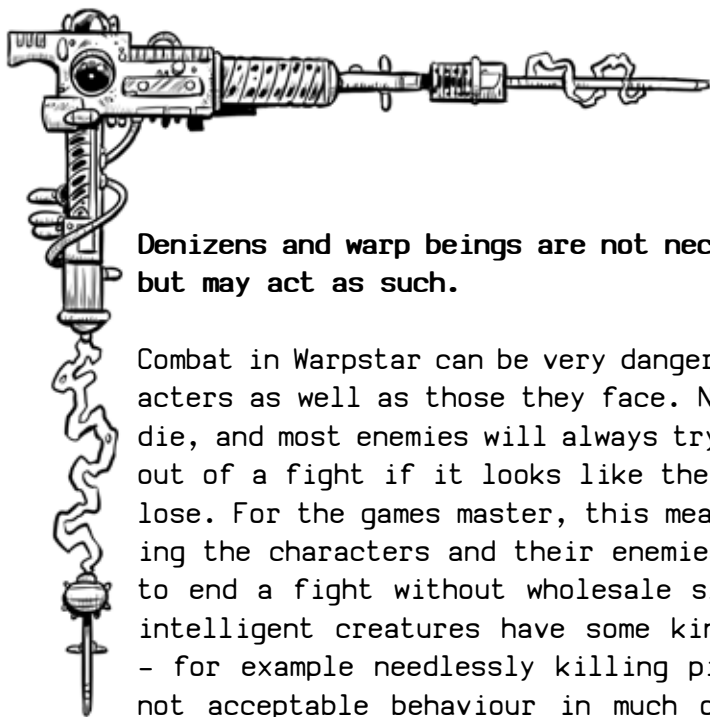 Denizens and warp beings are not nec
but may act as such.
Combat in Warpstar can be very danger
acters as well as those they face. N
die, and most enemies will always try
out of a fight if it looks like the
lose. For the games master, this mea
ing the characters and their enemie
to end a fight without wholesale
intelligent creatures have some kin
– for example needlessly killing pi
not acceptable behaviour in much